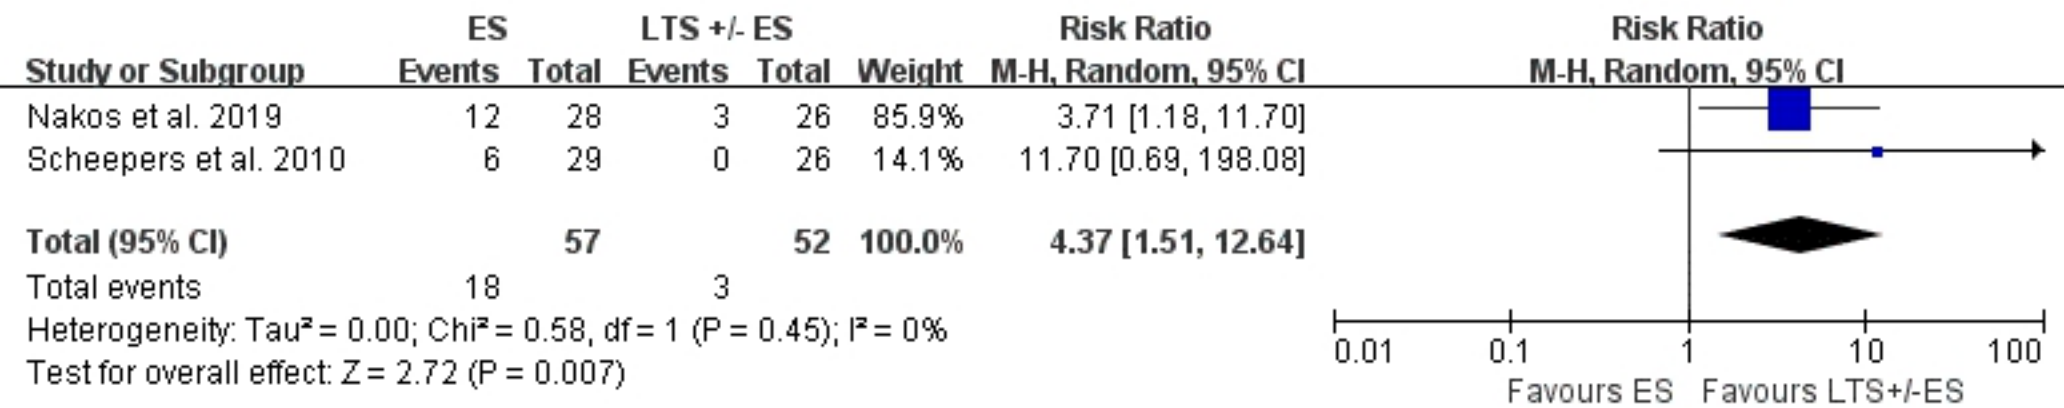 ES LTS +/- ES Risk Ratio Risk Ratio
Study or Subgroup Events Total Events Total Weight M-H, Random, 95% CI M-H, Random, 95% CI
Nakos et al. 2019 12 28 3 26 85.9% 3.71 [1.18, 11.70]
Scheepers et al. 2010 6 29 0 26 14.1% 11.70 [0.69, 198.08]
Total (95% CI) 57 52 100.0% 4.37 [1.51, 12.64]
Total events 18 3
Heterogeneity: Tau² = 0.00; Chi² = 0.58, df = 1 (P = 0.45); I² = 0%
Test for overall effect: Z = 2.72 (P = 0.007)
0.01 0.1 1 10 100
Favours ES Favours LTS+/-ES